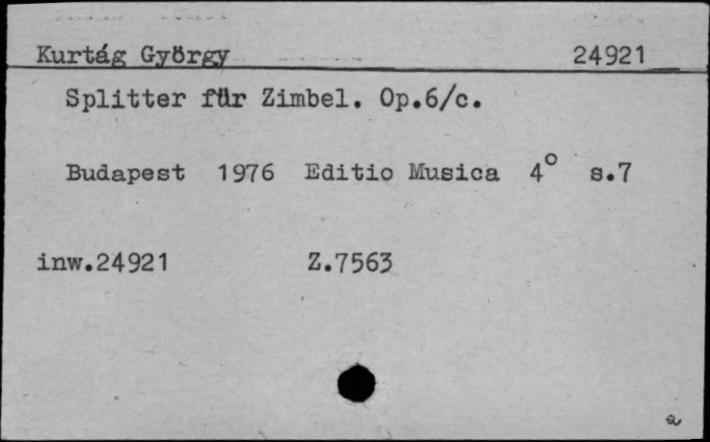 Kurtág György 24921
Splitter für Zimbel. Op.6/c.
Budapest 1976 Editio Musica 4° s.7
inw.24921 Z.7563
a